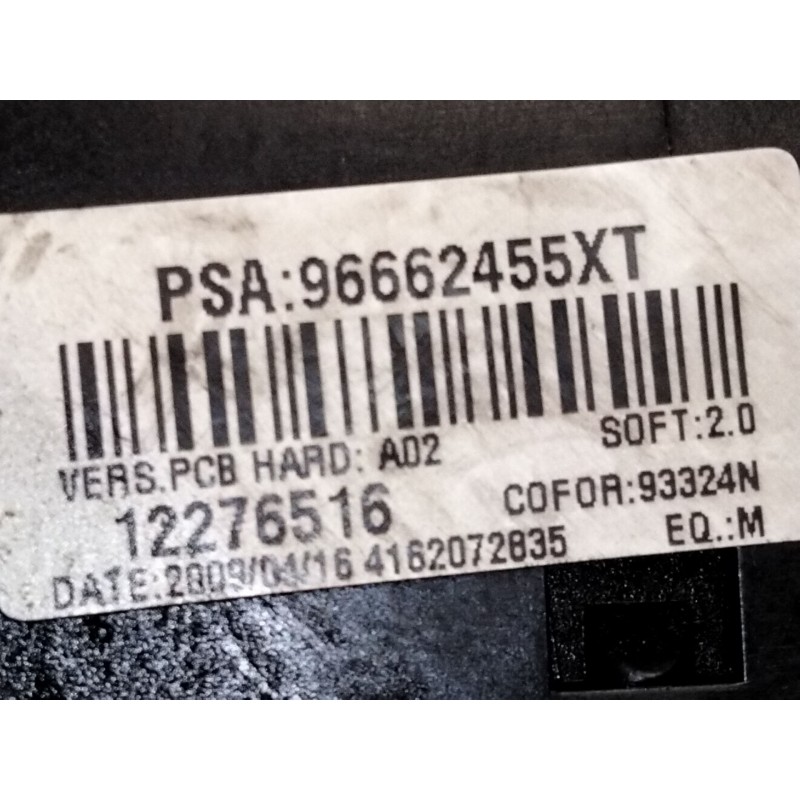 PSA:96662455XT
VERS.PCB HARD: A02 SOFT:2.0
12276516 COFOR:93324N
DATE:2009/04/16 4162072835 EQ.:M